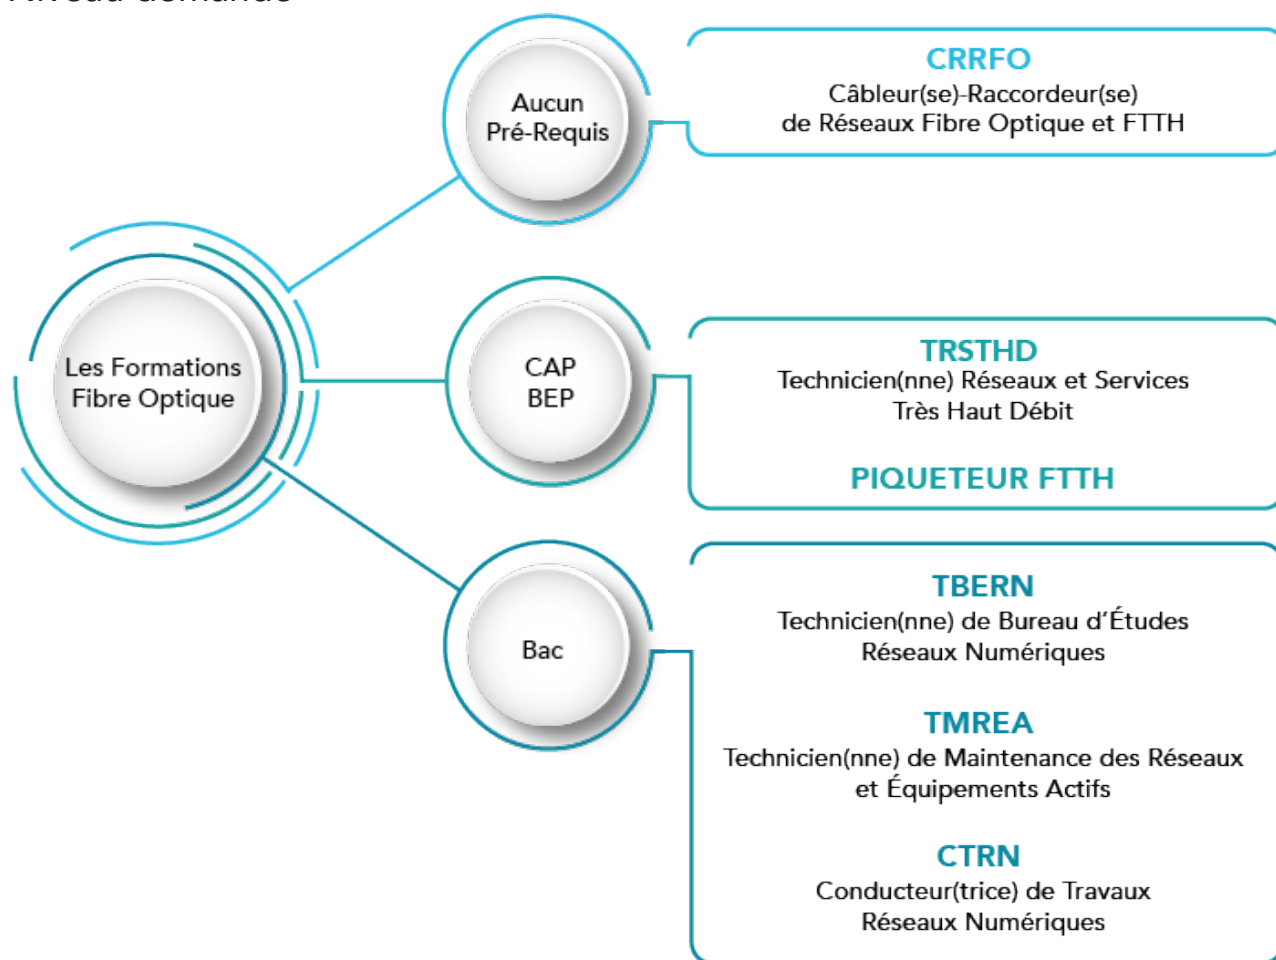 Niveau demandé
Aucun
Pré-Requis
CRRFO
Câbleur(se)-Raccordeur(se)
de Réseaux Fibre Optique et FTTH
Les Formations
Fibre Optique
CAP
BEP
TRSTHD
Technicien(nne) Réseaux et Services
Très Haut Débit
PIQUETEUR FTTH
Bac
TBERN
Technicien(nne) de Bureau d’Études
Réseaux Numériques
TMREA
Technicien(nne) de Maintenance des Réseaux
et Équipements Actifs
CTRN
Conducteur(trice) de Travaux
Réseaux Numériques